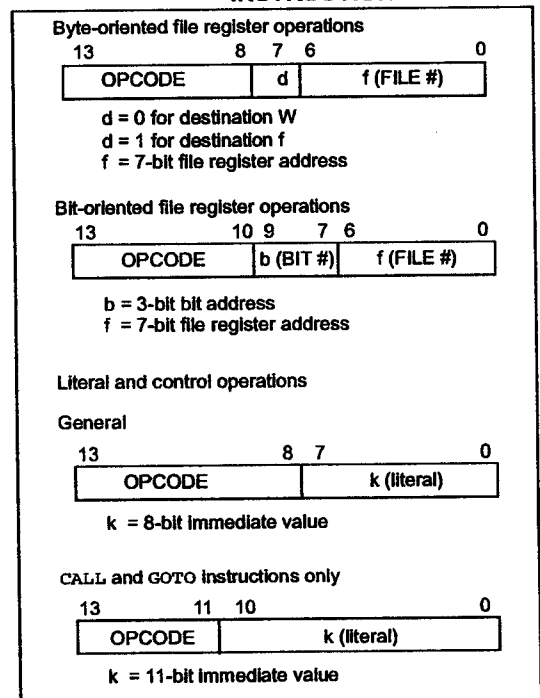 Byte-oriented file register operations
13 8 7 6 0
OPCODE d f (FILE #)
d = 0 for destination W
d = 1 for destination f
f = 7-bit file register address
Bit-oriented file register operations
13 10 9 7 6 0
OPCODE b (BIT #) f (FILE #)
b = 3-bit bit address
f = 7-bit file register address
Literal and control operations
General
13 8 7 0
OPCODE k (literal)
k = 8-bit immediate value
CALL and GOTO instructions only
13 11 10 0
OPCODE k (literal)
k = 11-bit immediate value